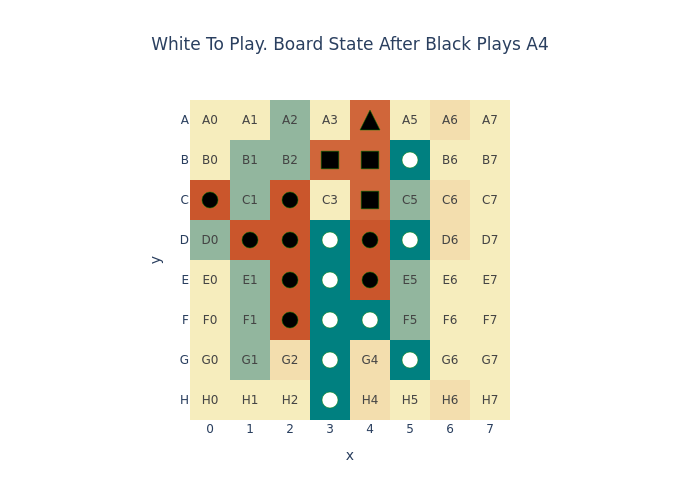 White To Play. Board State After Black Plays A4
A A0 A1 A2 A3 A5 A6 A7
B B0 B1 B2 B6 B7
C C1 C3 C5 C6 C7
D D0 D6 D7
E E0 E1 E5 E6 E7
F F0 F1 F5 F6 F7
G G0 G1 G2 G4 G6 G7
H H0 H1 H2 H4 H5 H6 H7
0 1 2 3 4 5 6 7
x
y